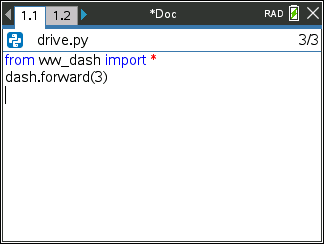 1.1 1.2 *Doc RAD
drive.py 3/3
from ww_dash import *
dash.forward(3)